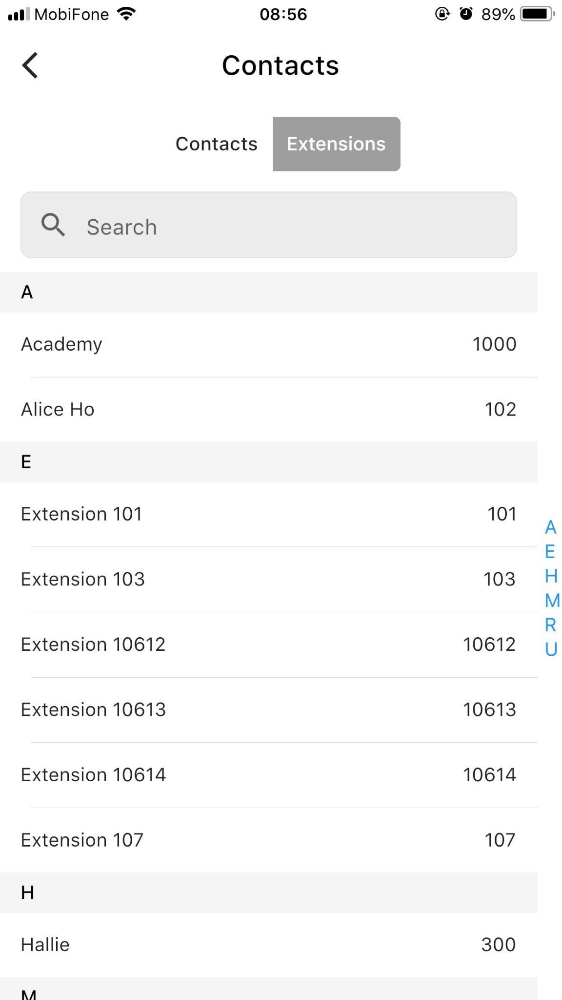 MobiFone 08:56 89%
Contacts
Contacts Extensions
Search
A
Academy 1000
Alice Ho 102
E
Extension 101 101
Extension 103 103
Extension 10612 10612
Extension 10613 10613
Extension 10614 10614
Extension 107 107
H
Hallie 300
M
A
E
H
M
R
U